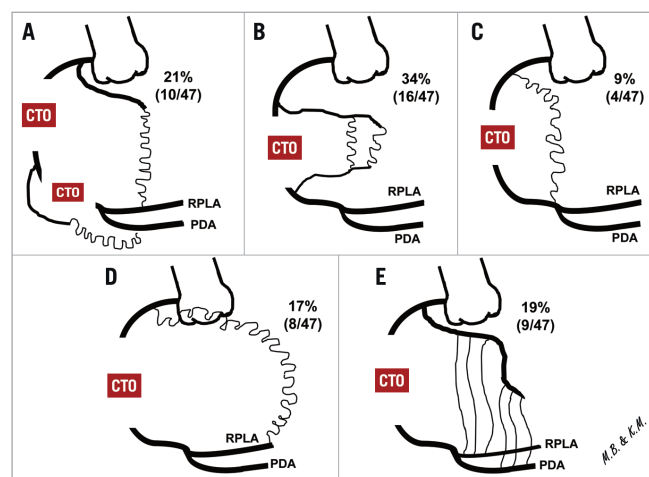 A
21%
(10/47)
CTO
CTO
RPLA
PDA
B
34%
(16/47)
CTO
RPLA
PDA
C
9%
(4/47)
CTO
RPLA
PDA
D
17%
(8/47)
CTO
RPLA
PDA
E
19%
(9/47)
CTO
RPLA
PDA
M.B. & K.M.